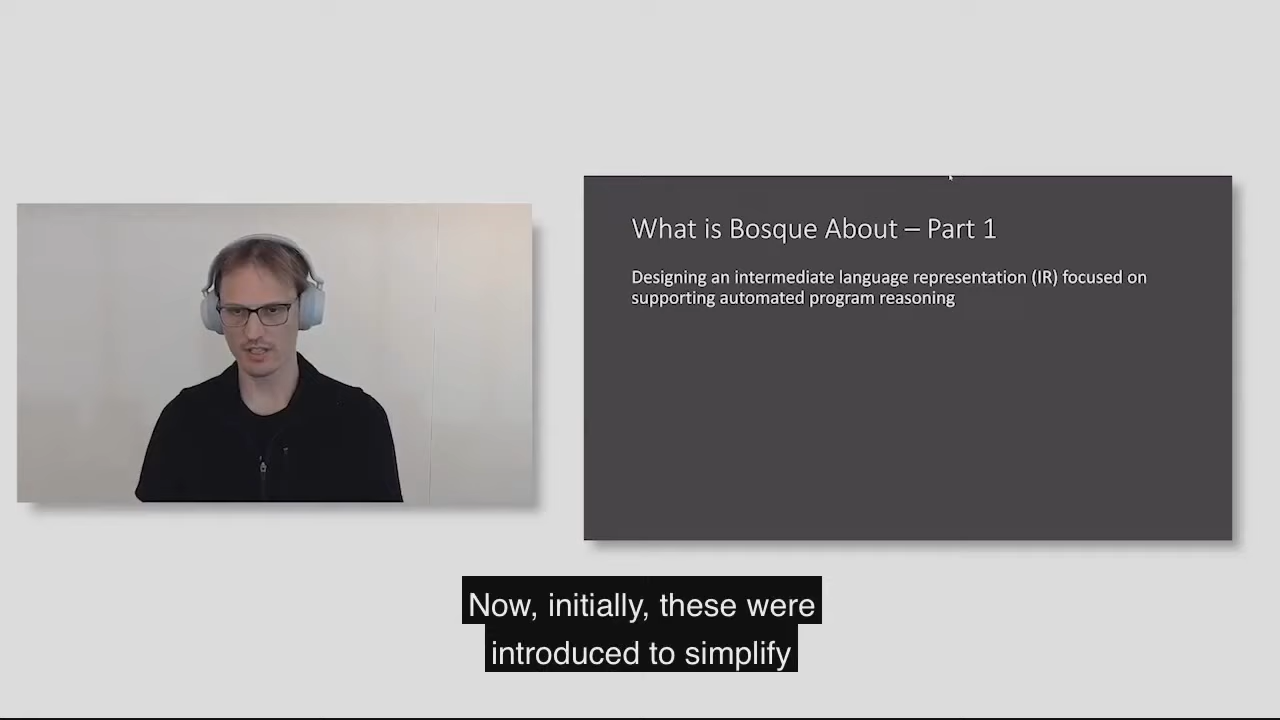 What is Bosque About – Part 1
Designing an intermediate language representation (IR) focused on
supporting automated program reasoning
Now, initially, these were
introduced to simplify